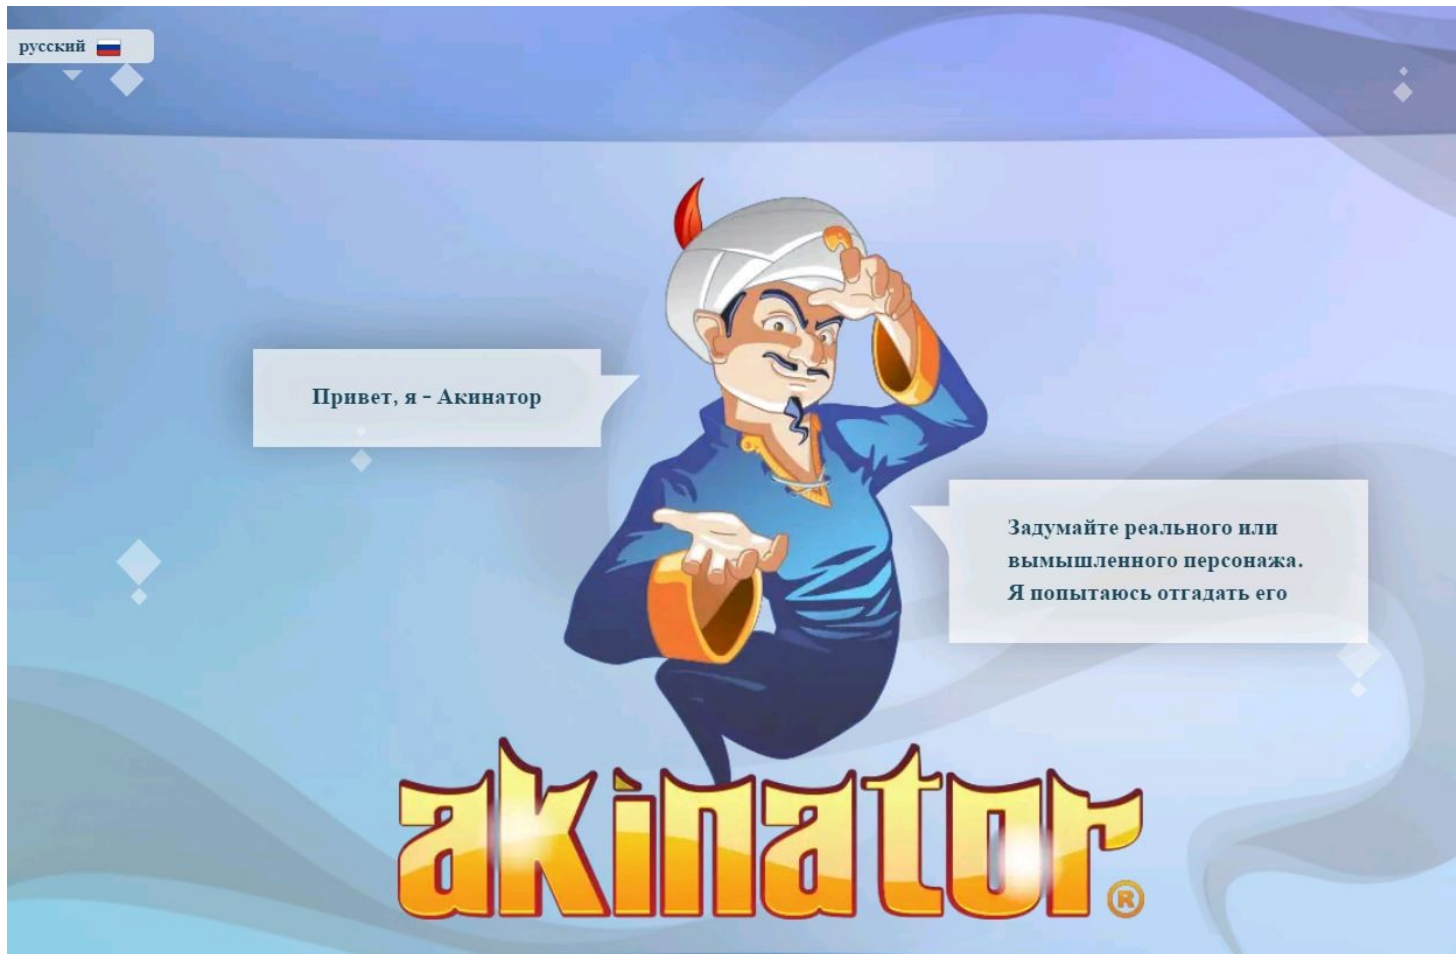 русский
Привет, я - Акинатор
Задумайте реального или
вымышленного персонажа.
Я попытаюсь отгадать его
akinator®